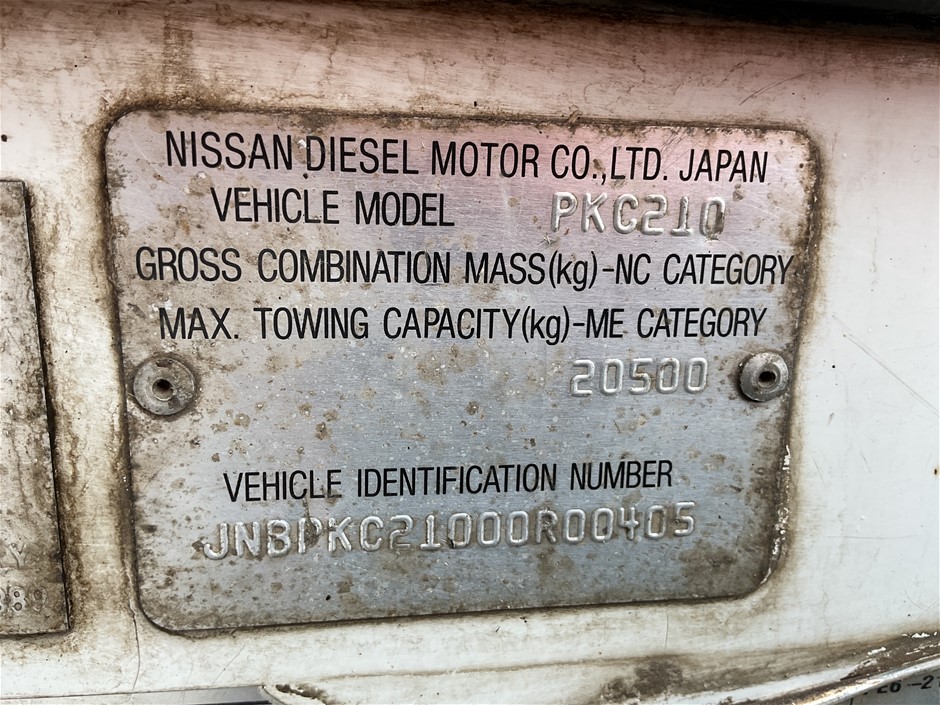 NISSAN DIESEL MOTOR CO.,LTD. JAPAN
VEHICLE MODEL PKC210
GROSS COMBINATION MASS(kg)-NC CATEGORY
MAX. TOWING CAPACITY(kg)-ME CATEGORY
20500
VEHICLE IDENTIFICATION NUMBER
JNBPKC21000R00405